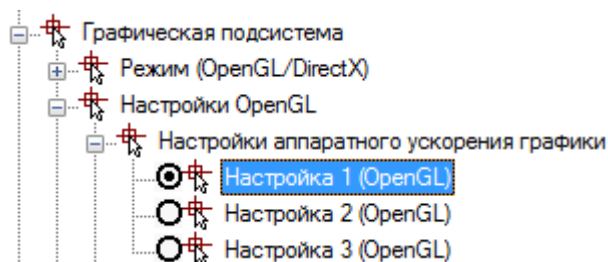 Графическая подсистема
Режим (OpenGL/DirectX)
Настройки OpenGL
Настройки аппаратного ускорения графики
Настройка 1 (OpenGL)
Настройка 2 (OpenGL)
Настройка 3 (OpenGL)